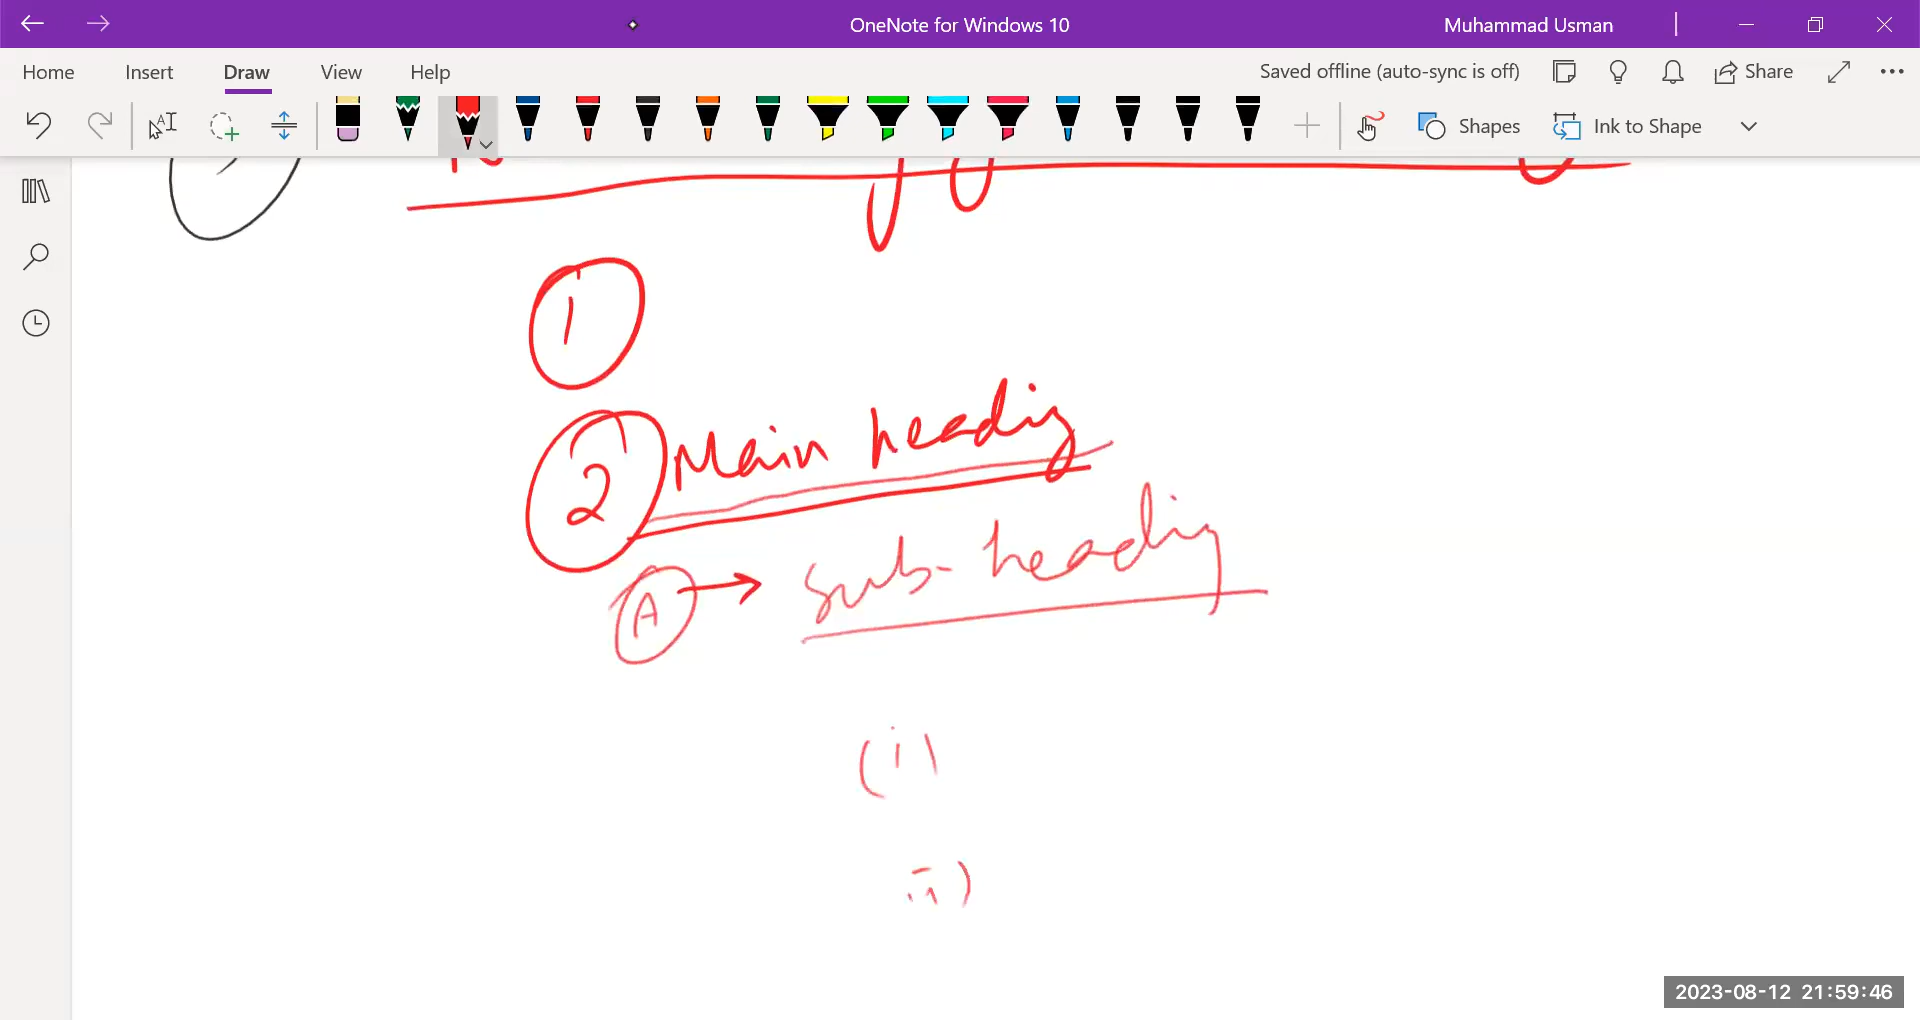 OneNote for Windows 10
Muhammad Usman
Home Insert Draw View Help
Saved offline (auto-sync is off)
Share
Shapes
Ink to Shape
1
2 Main heading
A → sub-heading
(i)
ii)
2023-08-12 21:59:46